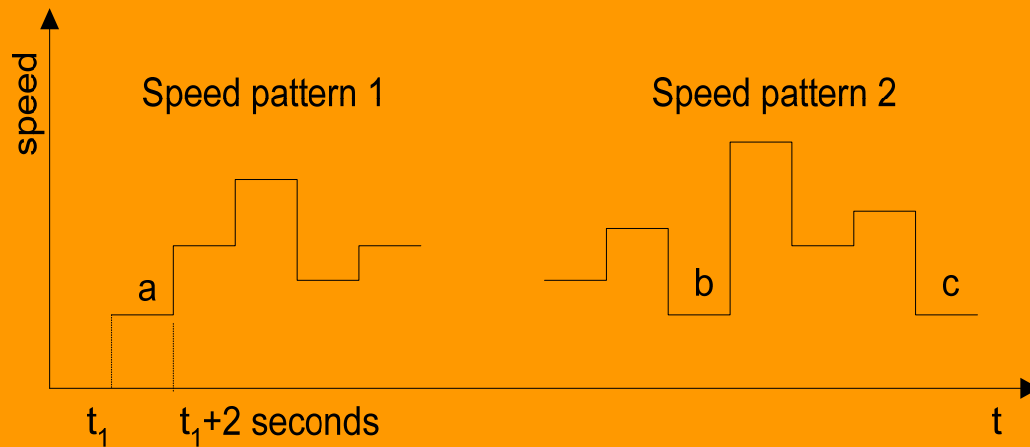 speed
Speed pattern 1
Speed pattern 2
a
b
c
t₁
t₁+2 seconds
t